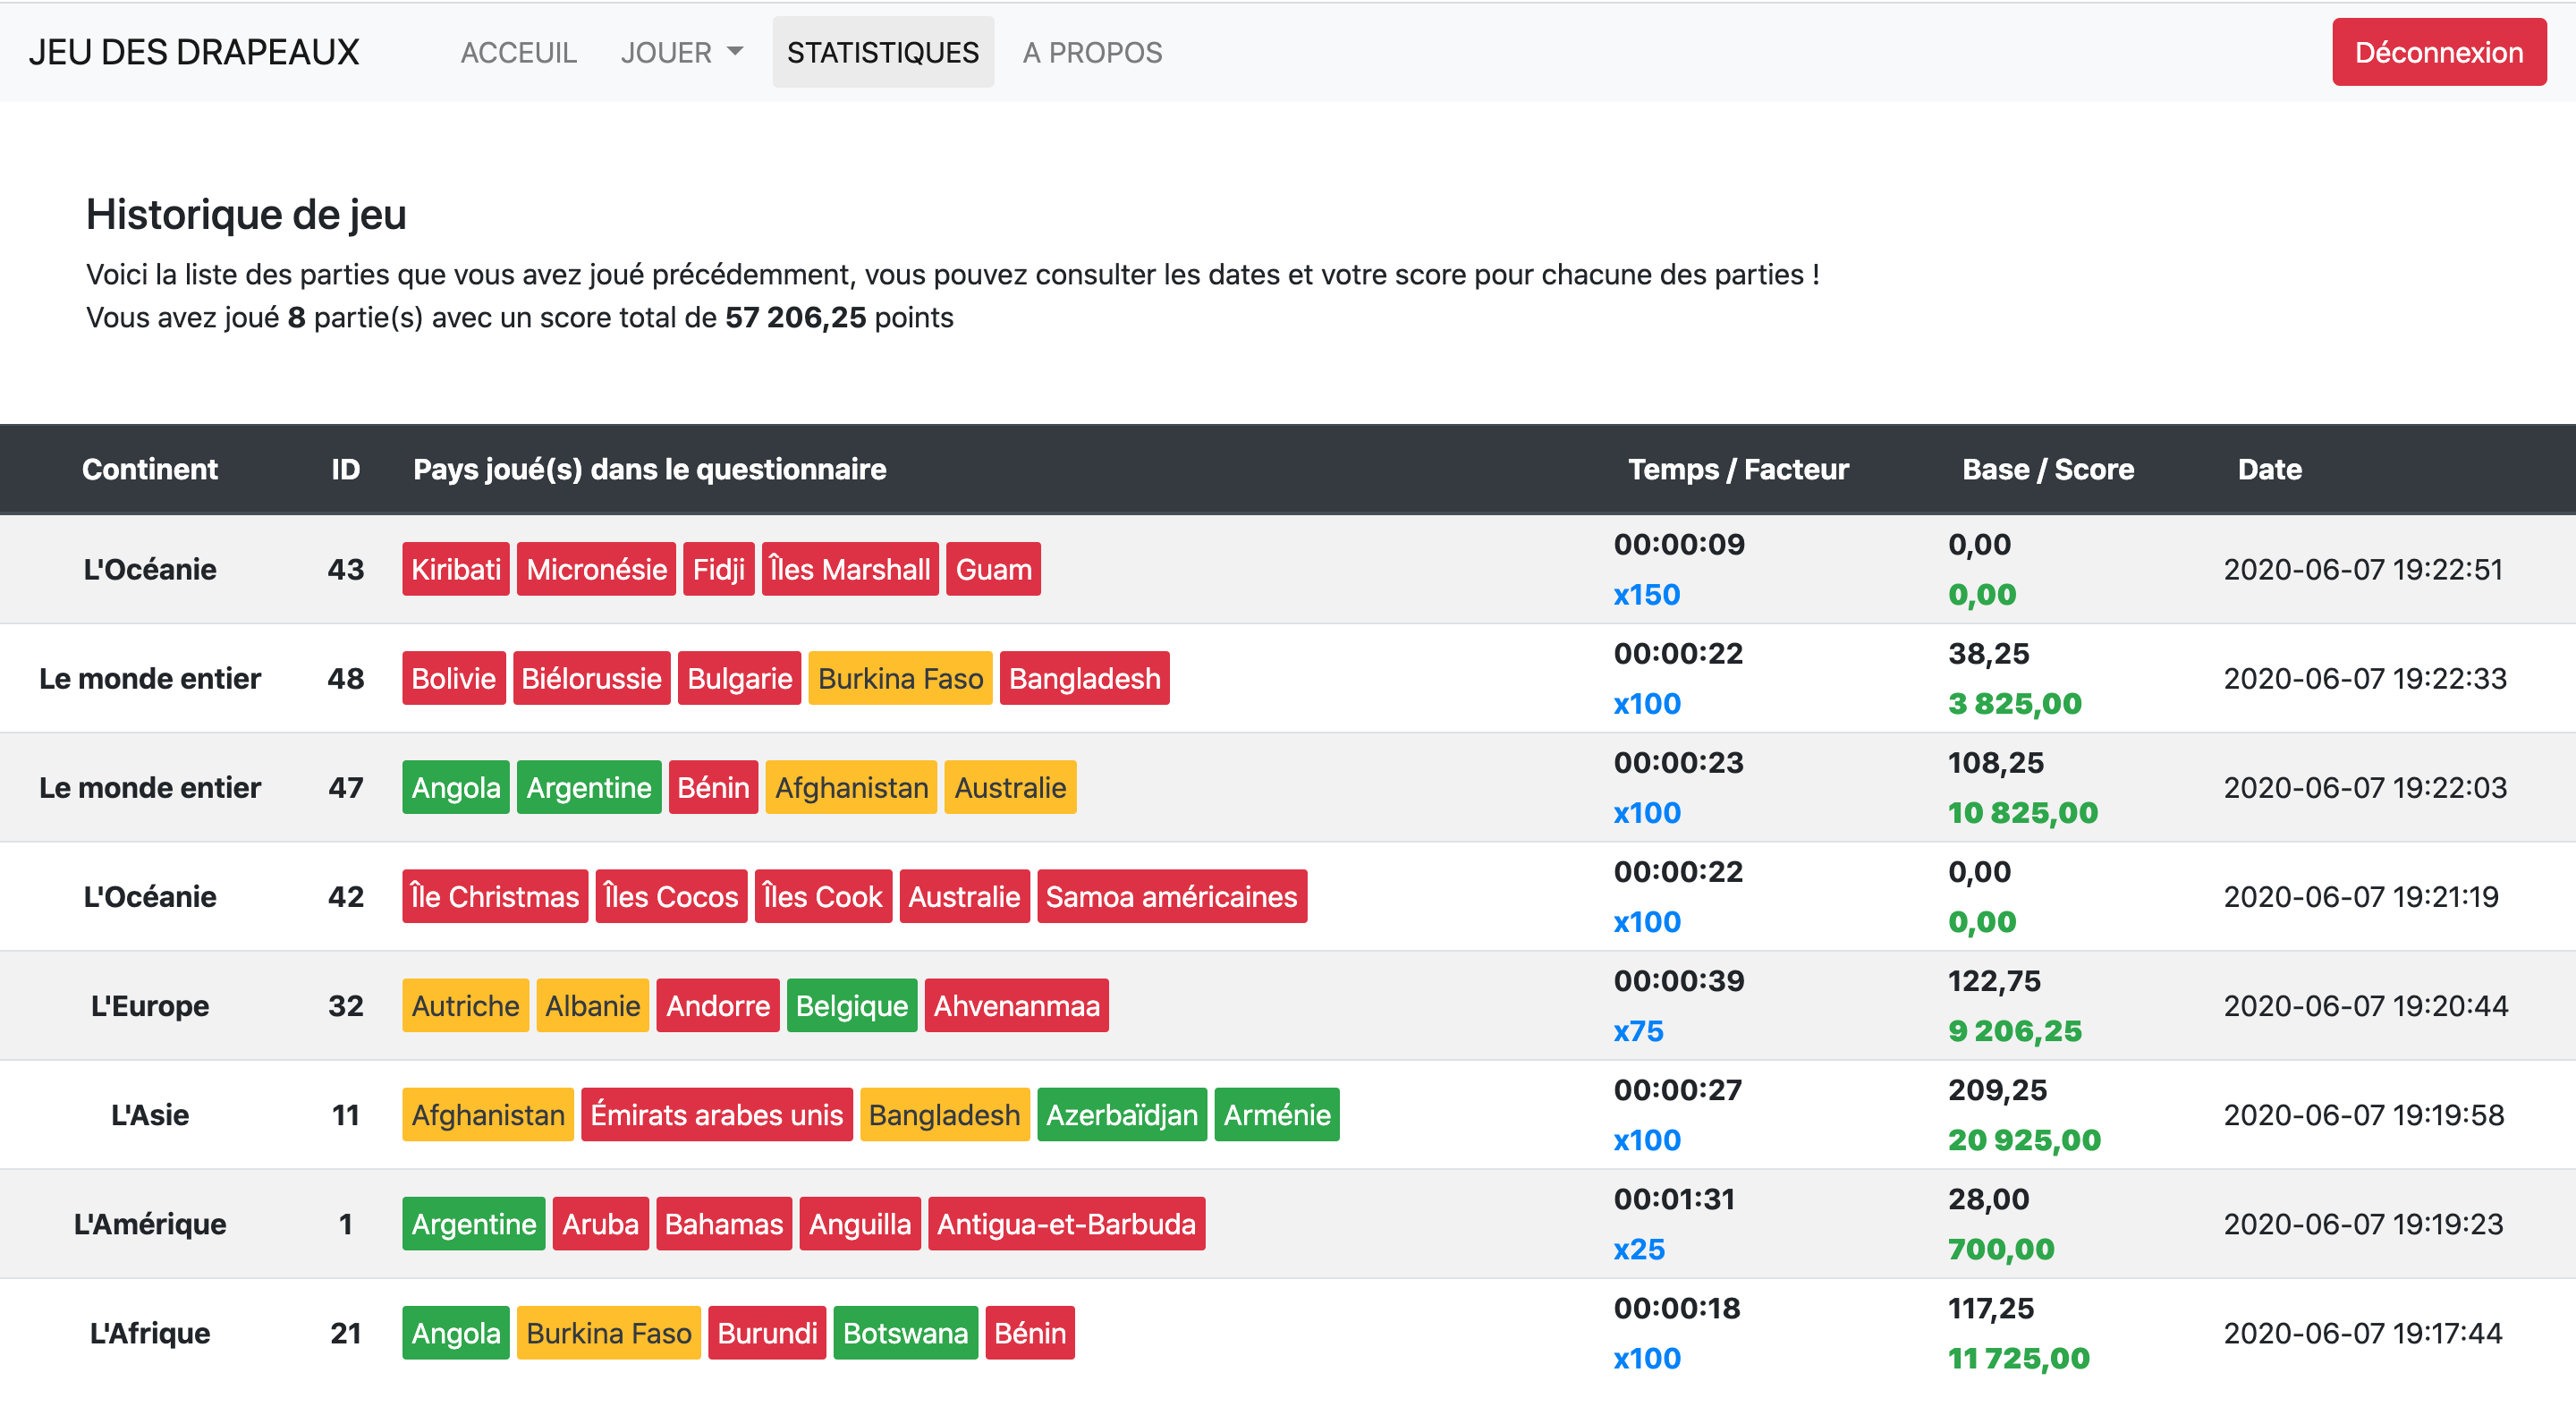 JEU DES DRAPEAUX ACCEUIL JOUER STATISTIQUES A PROPOS Déconnexion
Historique de jeu
Voici la liste des parties que vous avez joué précédemment, vous pouvez consulter les dates et votre score pour chacune des parties !
Vous avez joué 8 partie(s) avec un score total de 57 206,25 points
Continent ID Pays joué(s) dans le questionnaire Temps / Facteur Base / Score Date
L'Océanie 43 Kiribati Micronésie Fidji Îles Marshall Guam 00:00:09 0,00 2020-06-07 19:22:51
x150 0,00
Le monde entier 48 Bolivie Biélorussie Bulgarie Burkina Faso Bangladesh 00:00:22 38,25 2020-06-07 19:22:33
x100 3 825,00
Le monde entier 47 Angola Argentine Bénin Afghanistan Australie 00:00:23 108,25 2020-06-07 19:22:03
x100 10 825,00
L'Océanie 42 Île Christmas Îles Cocos Îles Cook Australie Samoa américaines 00:00:22 0,00 2020-06-07 19:21:19
x100 0,00
L'Europe 32 Autriche Albanie Andorre Belgique Ahvenanmaa 00:00:39 122,75 2020-06-07 19:20:44
x75 9 206,25
L'Asie 11 Afghanistan Émirats arabes unis Bangladesh Azerbaïdjan Arménie 00:00:27 209,25 2020-06-07 19:19:58
x100 20 925,00
L'Amérique 1 Argentine Aruba Bahamas Anguilla Antigua-et-Barbuda 00:01:31 28,00 2020-06-07 19:19:23
x25 700,00
L'Afrique 21 Angola Burkina Faso Burundi Botswana Bénin 00:00:18 117,25 2020-06-07 19:17:44
x100 11 725,00